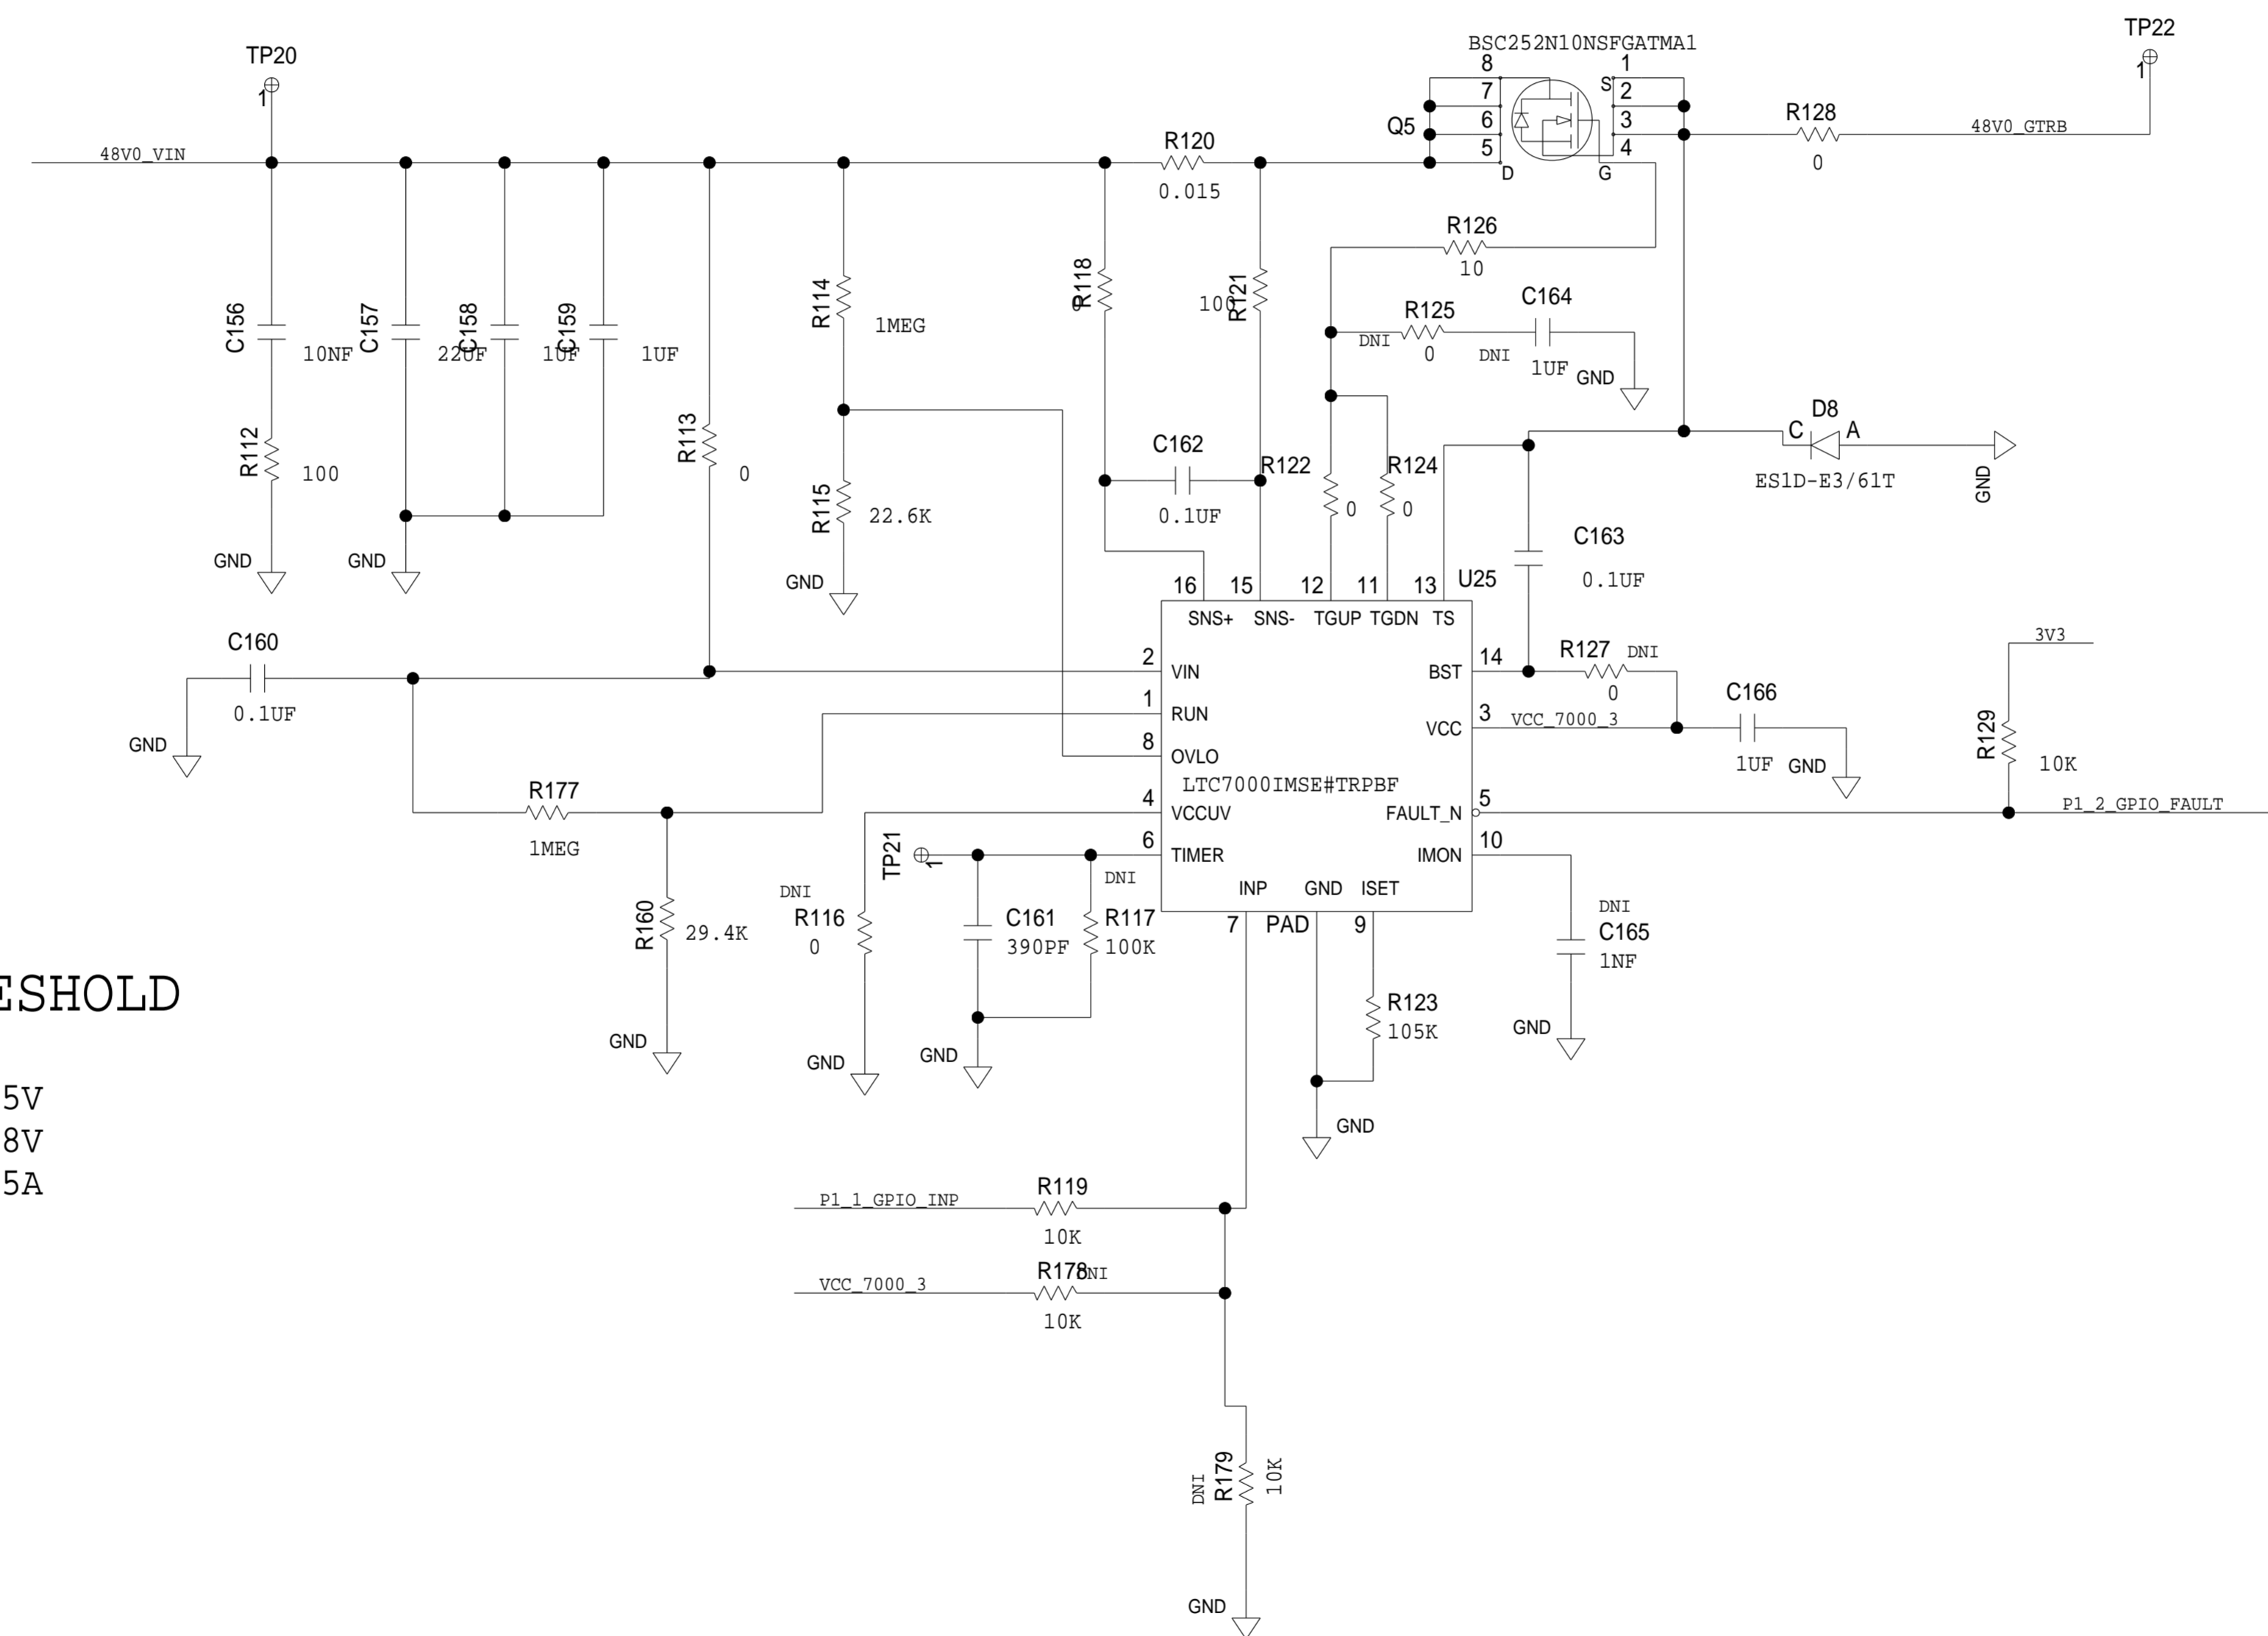 TP20
1
48V0_VIN
BSC252N10NSFGATMA1
8
7
6
5
Q5
D
S
G
1
2
3
4
TP22
1
R128
0
48V0_GTRB
R120
0.015
R126
10
R125
DNI
0
C164
DNI
1UF
GND
R118
0
R121
100
R114
1MEG
C156
10NF
C157
22UF
C158
1UF
C159
1UF
R112
100
R113
0
R115
22.6K
GND
GND
GND
C162
0.1UF
R122
0
R124
0
D8
C
A
ES1D-E3/61T
GND
C163
0.1UF
U25
16
15
12
11
13
SNS+
SNS-
TGUP
TGDN
TS
C160
0.1UF
GND
2
VIN
1
RUN
8
OVLO
LTC7000IMSE#TRPBF
4
VCCUV
6
TIMER
BST
14
VCC
3
FAULT_N
5
IMON
10
INP
GND
ISET
7
PAD
9
R127
DNI
0
VCC_7000_3
C166
1UF
GND
3V3
R129
10K
P1_2_GPIO_FAULT
R177
1MEG
R160
29.4K
GND
TP21
1
DNI
R116
0
GND
C161
390PF
DNI
R117
100K
GND
DNI
C165
1NF
GND
R123
105K
GND
ESHOLD
5V
8V
5A
P1_1_GPIO_INP
R119
10K
VCC_7000_3
R178
DNI
10K
DNI
R179
10K
GND